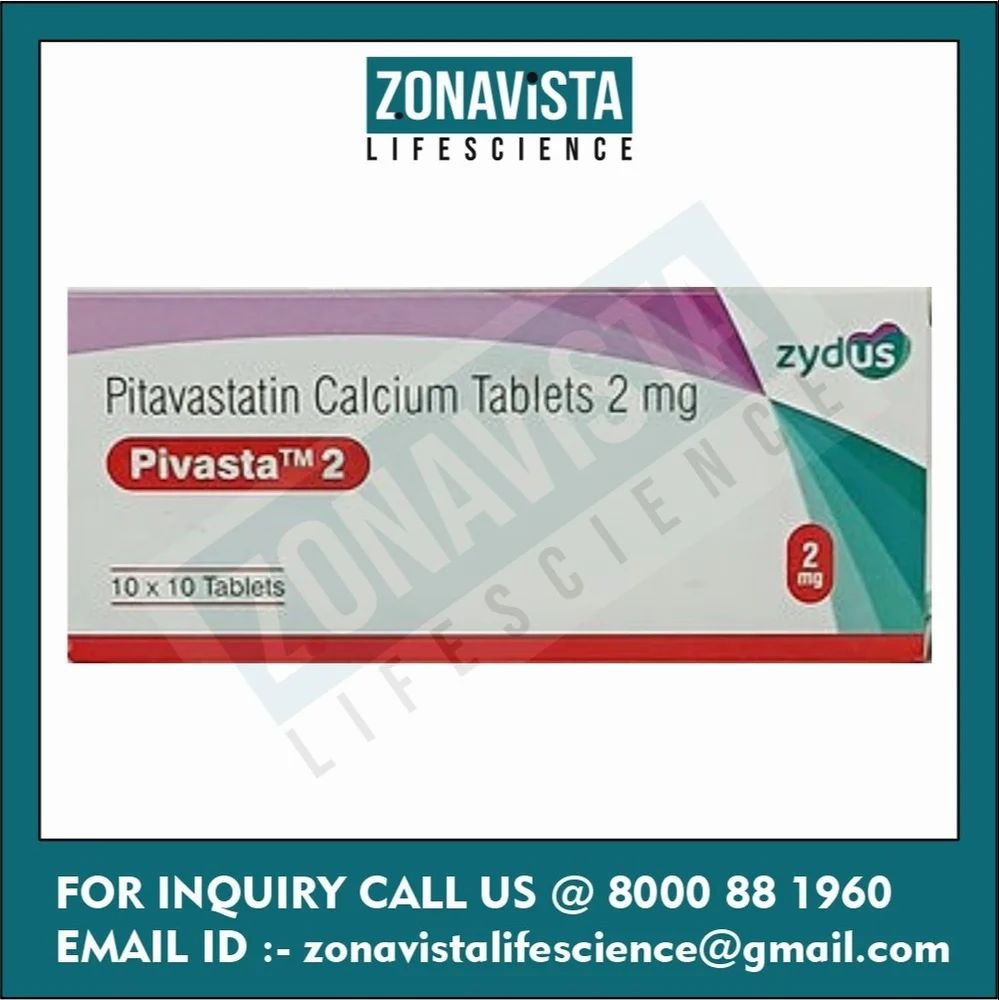 ZONAViSTA
LIFESCIENCE
zydus
Pitavastatin Calcium Tablets 2 mg
Pivasta™ 2
2
mg
10 x 10 Tablets
ZONAVISTA
LIFESCIENCE
FOR INQUIRY CALL US @ 8000 88 1960
EMAIL ID :- zonavistalifescience@gmail.com